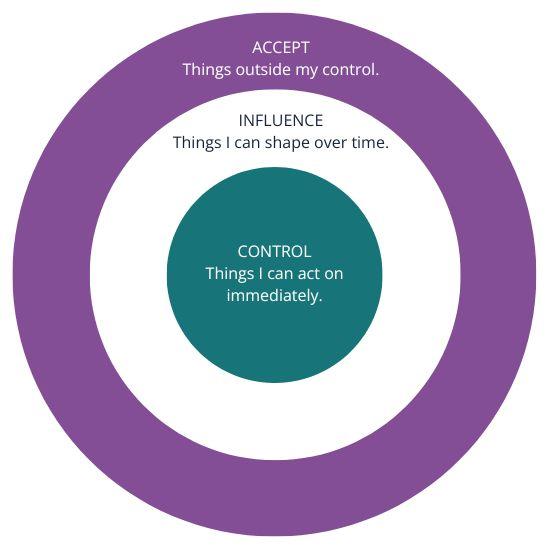 ACCEPT
Things outside my control.
INFLUENCE
Things I can shape over time.
CONTROL
Things I can act on
immediately.